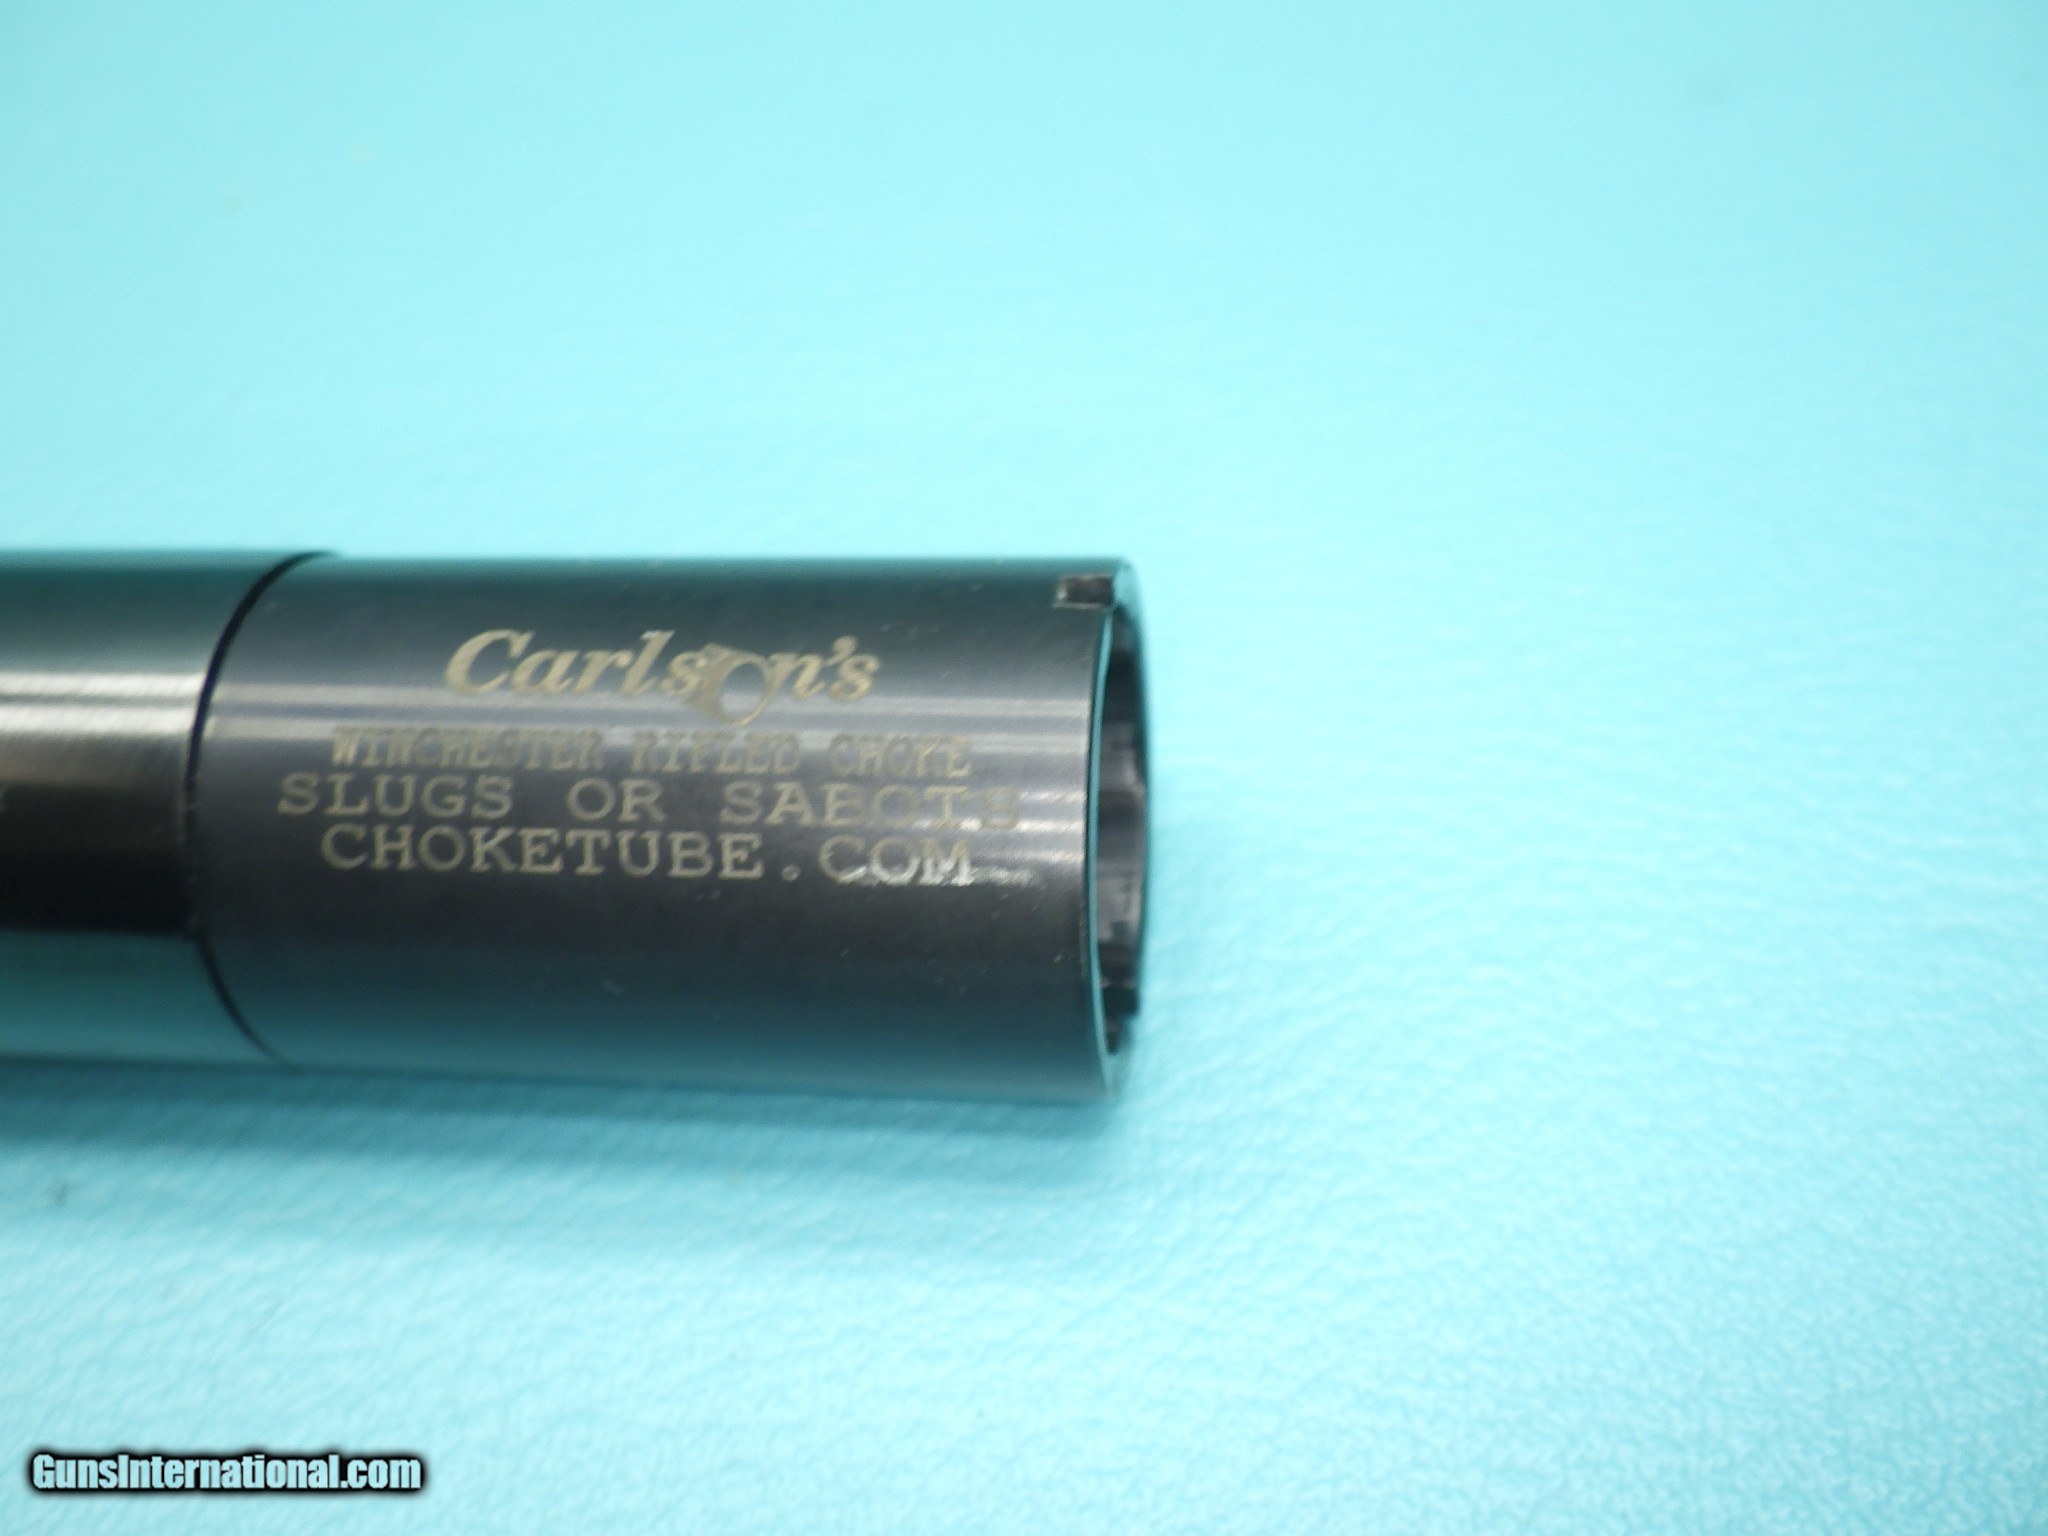 Carlson's
WINCHESTER RIFLED CHOKE
SLUGS OR SABOTS
CHOKETUBE.COM
GunsInternational.com